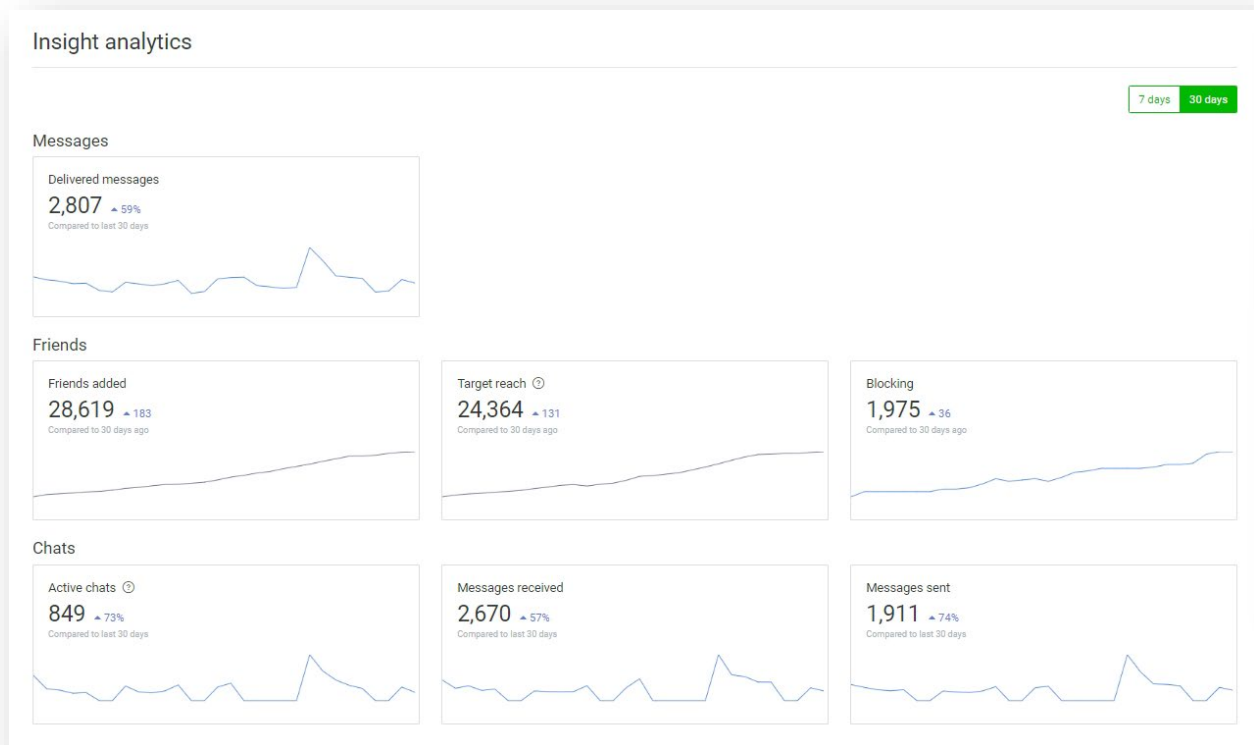 Insight analytics
7 days 30 days
Messages
Delivered messages
2,807 59%
Compared to last 30 days
Friends
Friends added
28,619 183
Compared to 30 days ago
Target reach ?
24,364 131
Compared to 30 days ago
Blocking
1,975 36
Compared to 30 days ago
Chats
Active chats ?
849 73%
Compared to last 30 days
Messages received
2,670 57%
Compared to last 30 days
Messages sent
1,911 74%
Compared to last 30 days